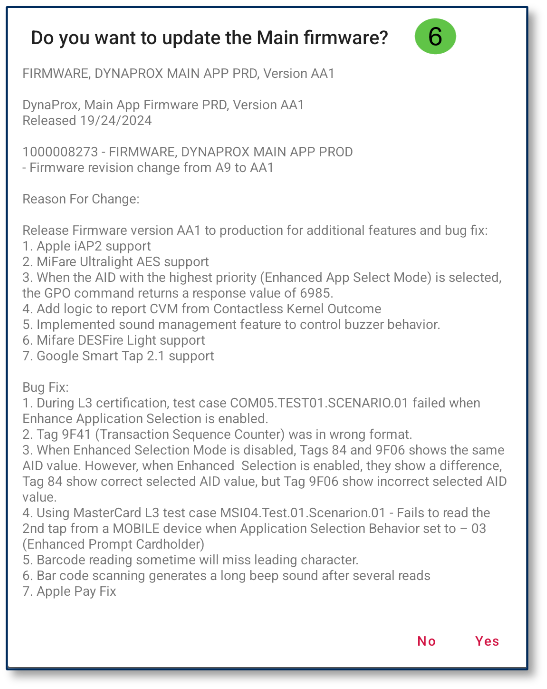 Do you want to update the Main firmware?
6
FIRMWARE, DYNAPROX MAIN APP PRD, Version AA1
DynaProx, Main App Firmware PRD, Version AA1
Released 19/24/2024
1000008273 - FIRMWARE, DYNAPROX MAIN APP PROD
- Firmware revision change from A9 to AA1
Reason For Change:
Release Firmware version AA1 to production for additional features and bug fix:
1. Apple iAP2 support
2. MiFare Ultralight AES support
3. When the AID with the highest priority (Enhanced App Select Mode) is selected,
the GPO command returns a response value of 6985.
4. Add logic to report CVM from Contactless Kernel Outcome
5. Implemented sound management feature to control buzzer behavior.
6. Mifare DESFire Light support
7. Google Smart Tap 2.1 support
Bug Fix:
1. During L3 certification, test case COM05.TEST01.SCENARIO.01 failed when
Enhance Application Selection is enabled.
2. Tag 9F41 (Transaction Sequence Counter) was in wrong format.
3. When Enhanced Selection Mode is disabled, Tags 84 and 9F06 shows the same
AID value. However, when Enhanced  Selection is enabled, they show a difference,
Tag 84 show correct selected AID value, but Tag 9F06 show incorrect selected AID
value.
4. Using MasterCard L3 test case MSI04.Test.01.Scenarion.01 - Fails to read the
2nd tap from a MOBILE device when Application Selection Behavior set to – 03
(Enhanced Prompt Cardholder)
5. Barcode reading sometime will miss leading character.
6. Bar code scanning generates a long beep sound after several reads
7. Apple Pay Fix
No
Yes